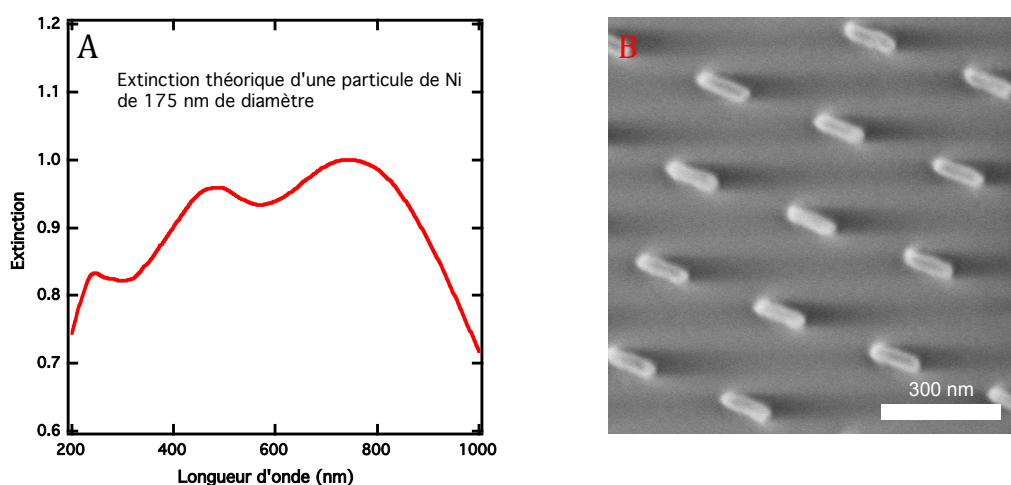 A
Extinction théorique d'une particule de Ni
de 175 nm de diamètre
Extinction
1.2
1.1
1.0
0.9
0.8
0.7
0.6
200
400
600
800
1000
Longueur d'onde (nm)
B
300 nm